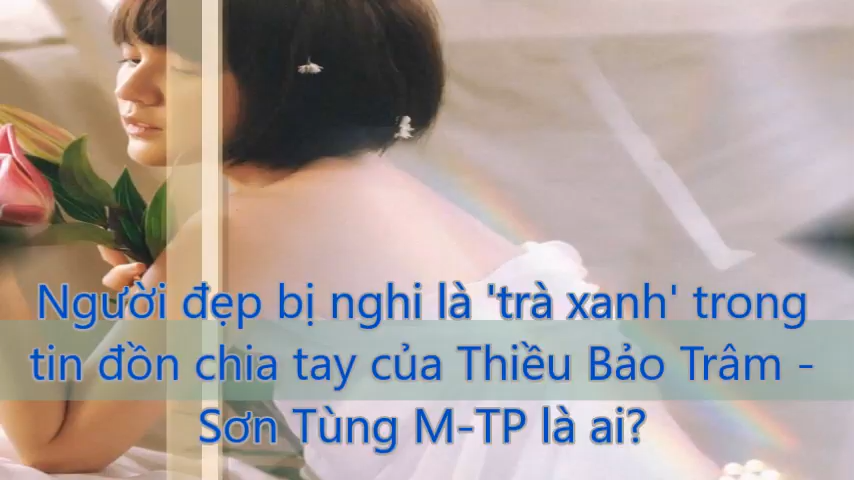 Người đẹp bị nghi là 'trà xanh' trong
tin đồn chia tay của Thiều Bảo Trâm -
Sơn Tùng M-TP là ai?